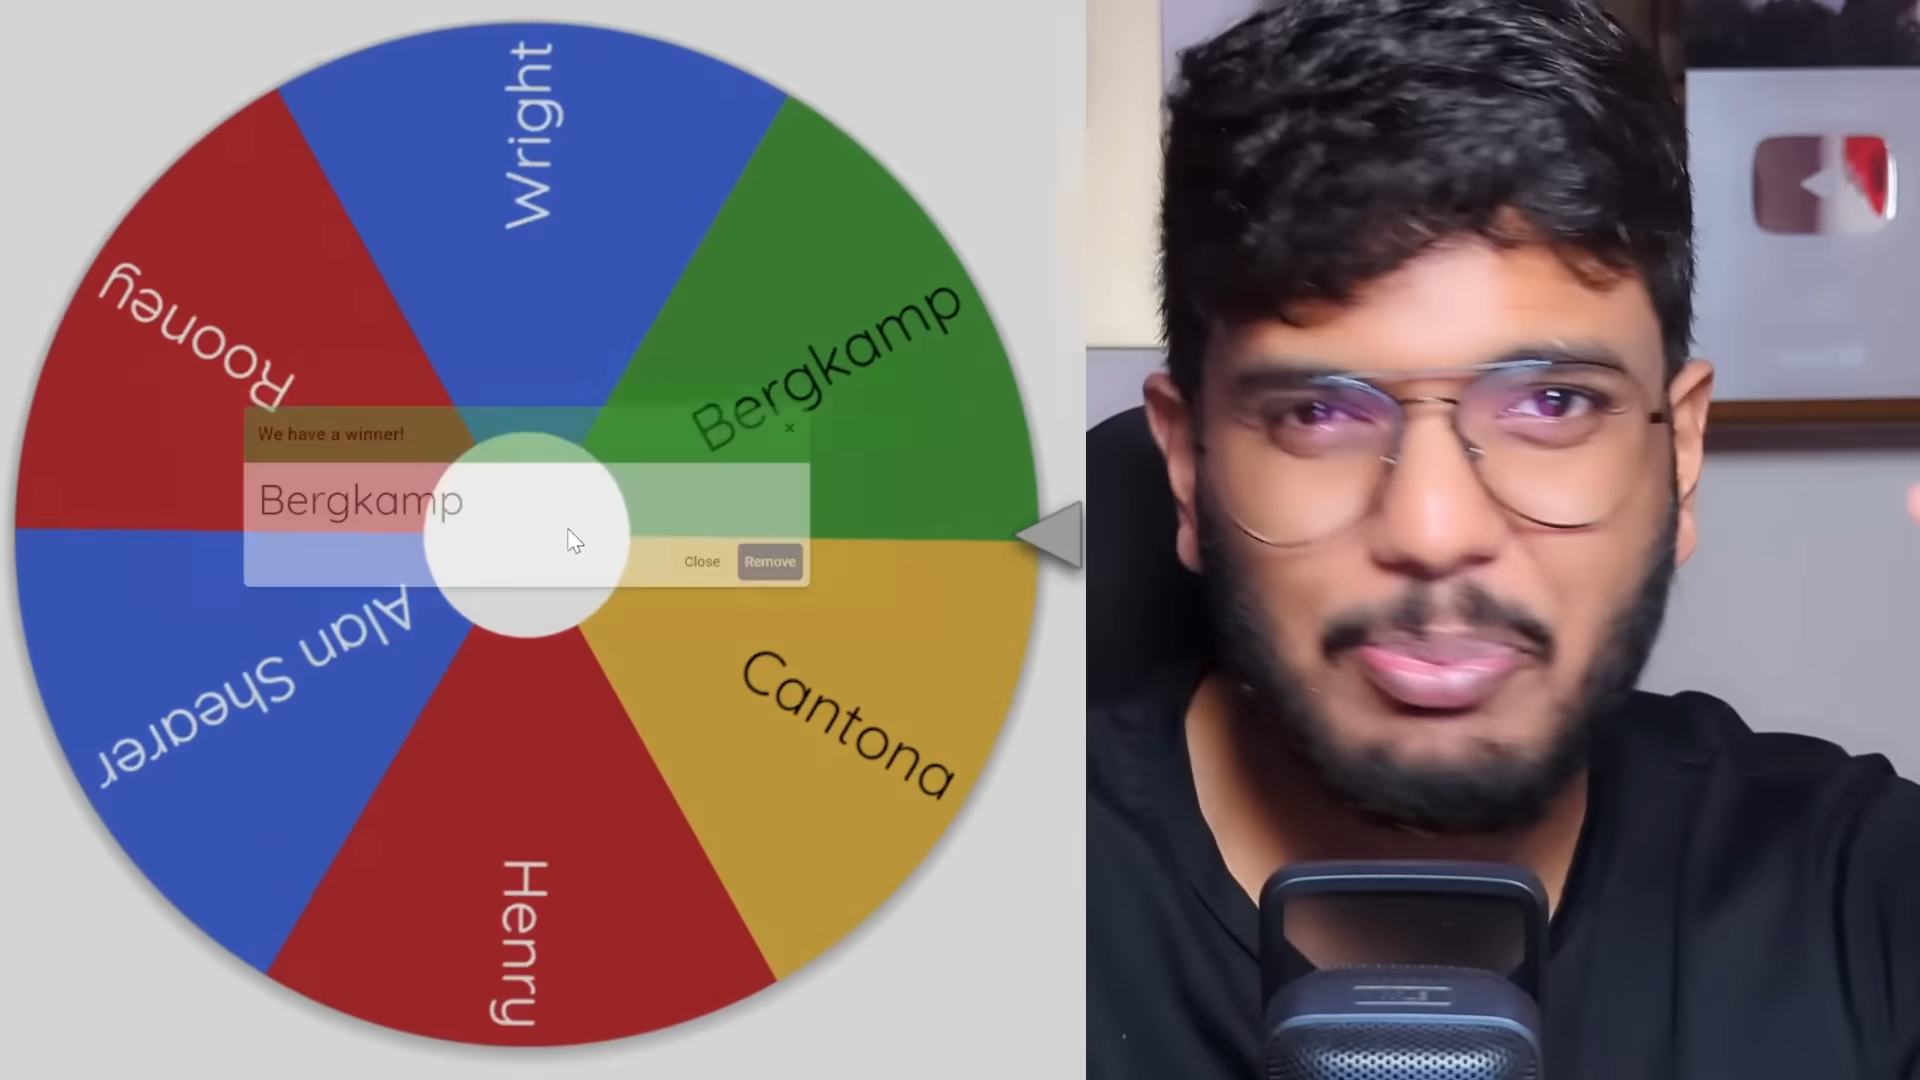 Wright
Bergkamp
Rooney
We have a winner!
×
Bergkamp
Close
Remove
Alan Shearer
Cantona
Henry